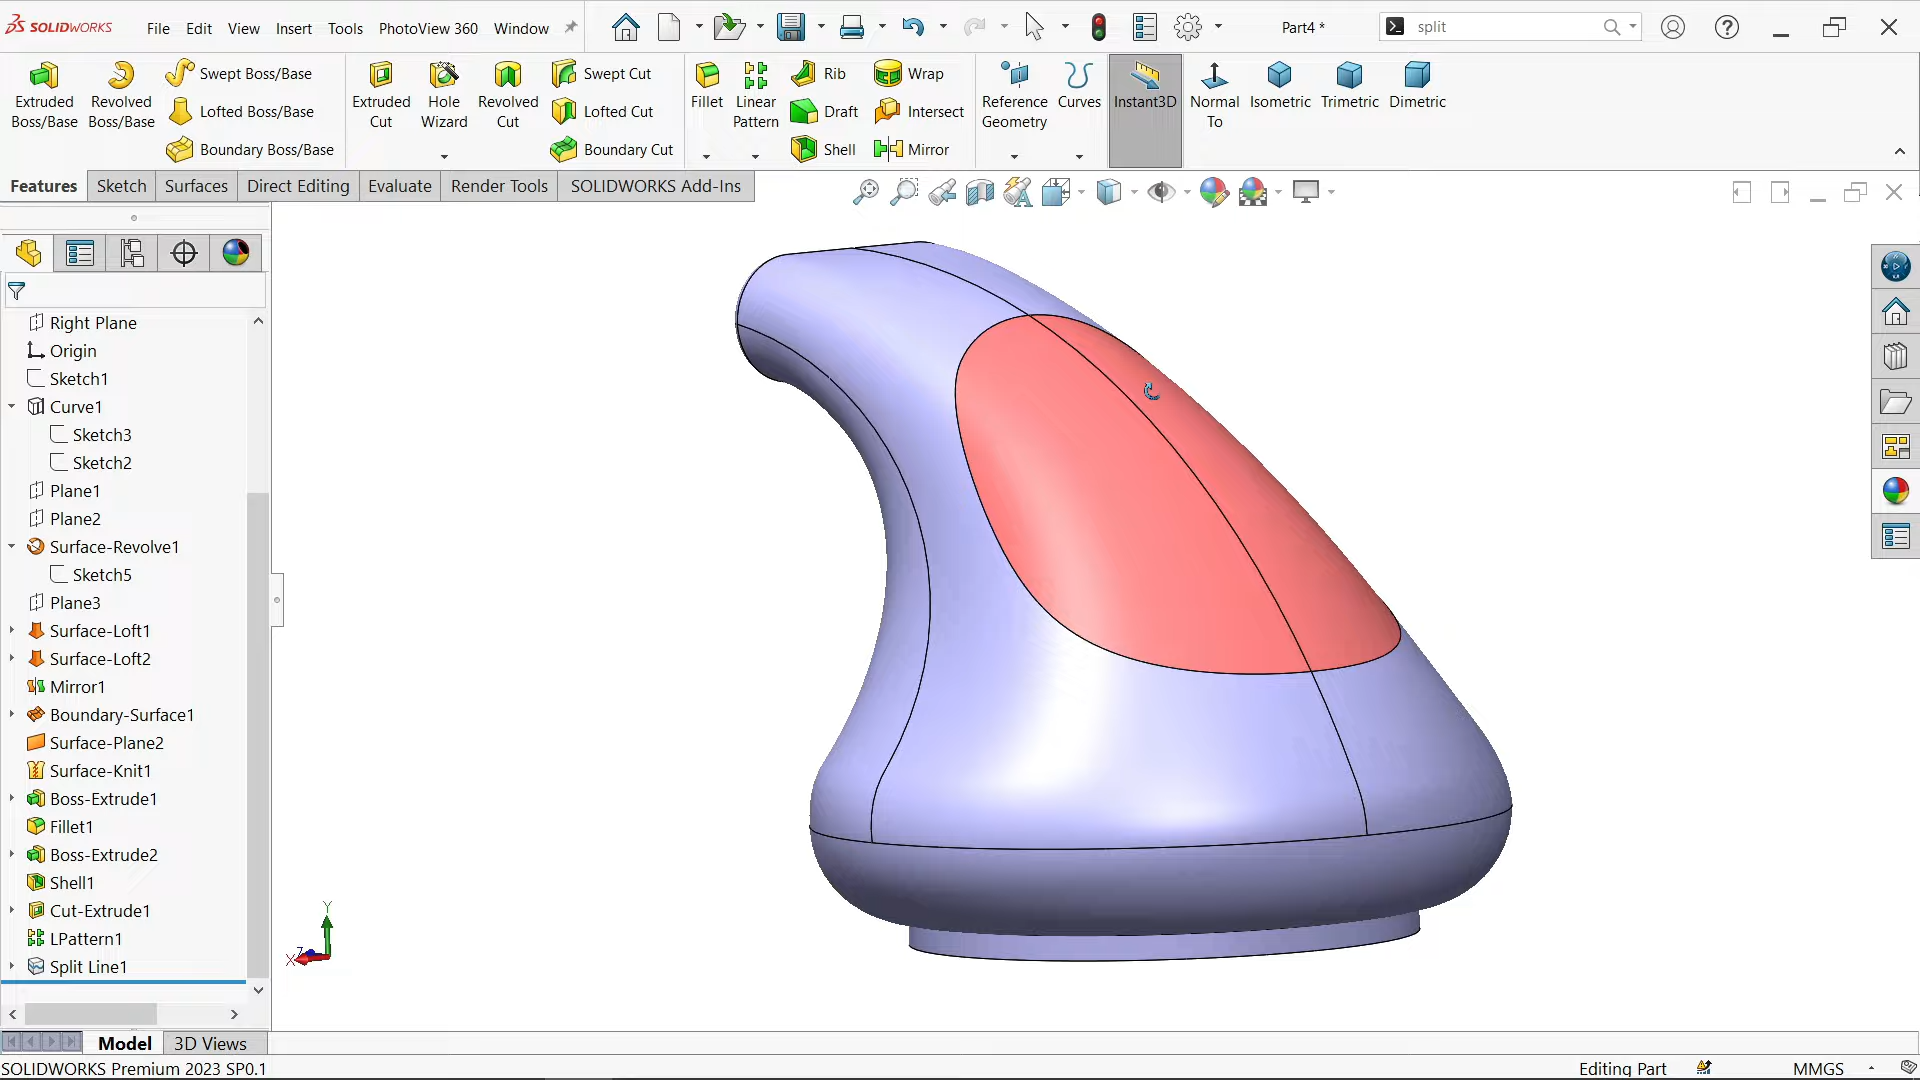 SOLIDWORKS File Edit View Insert Tools PhotoView 360 Window Part4 * split
Extruded Boss/Base
Revolved Boss/Base
Swept Boss/Base
Lofted Boss/Base
Boundary Boss/Base
Extruded Cut
Hole Wizard
Revolved Cut
Swept Cut
Lofted Cut
Boundary Cut
Fillet
Linear Pattern
Rib
Draft
Shell
Wrap
Intersect
Mirror
Reference Geometry
Curves
Instant3D
Normal To
Isometric
Trimetric
Dimetric
Features Sketch Surfaces Direct Editing Evaluate Render Tools SOLIDWORKS Add-Ins
Right Plane
Origin
Sketch1
Curve1
Sketch3
Sketch2
Plane1
Plane2
Surface-Revolve1
Sketch5
Plane3
Surface-Loft1
Surface-Loft2
Mirror1
Boundary-Surface1
Surface-Plane2
Surface-Knit1
Boss-Extrude1
Fillet1
Boss-Extrude2
Shell1
Cut-Extrude1
LPattern1
Split Line1
Y
Z
X
Model 3D Views
SOLIDWORKS Premium 2023 SP0.1 Editing Part MMGS